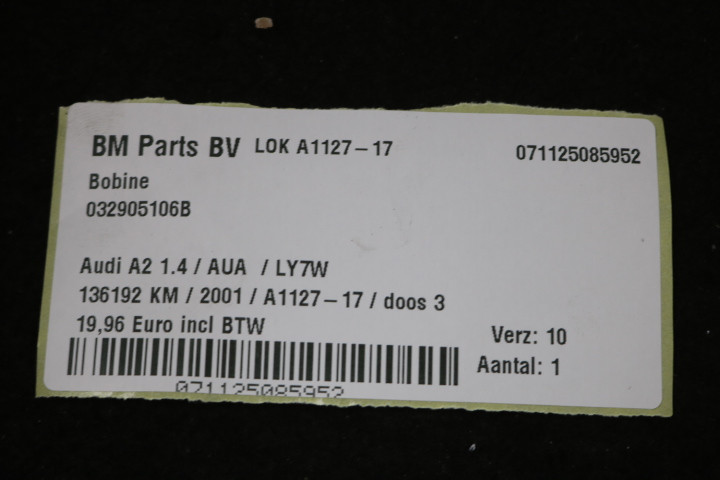 BM Parts BV LOK A1127-17 071125085952
Bobine
032905106B
Audi A2 1.4 / AUA / LY7W
136192 KM / 2001 / A1127-17 / doos 3
19,96 Euro incl BTW
Verz: 10
Aantal: 1
071125085952